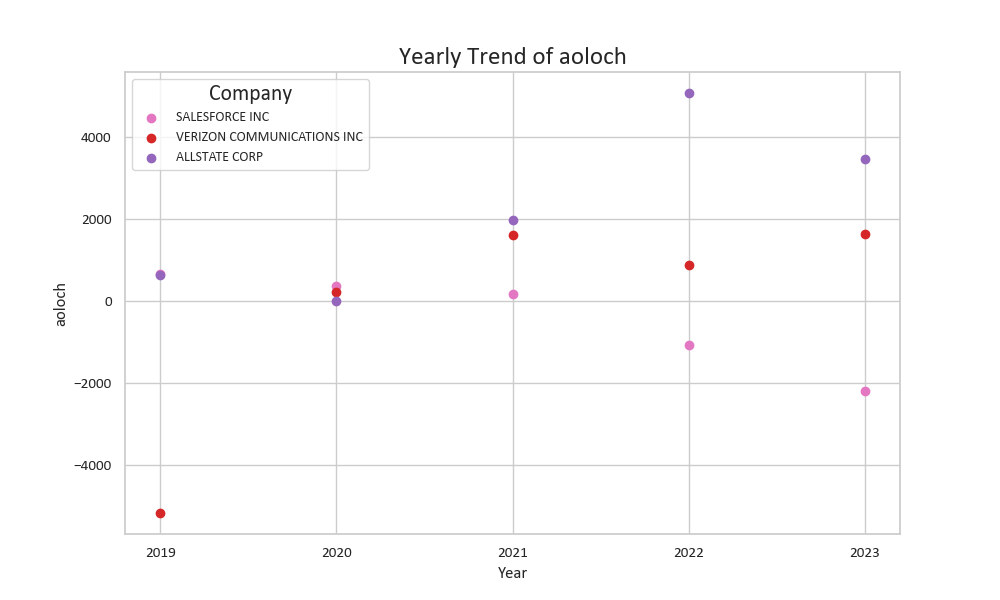 Yearly Trend of aoloch
Company
SALESFORCE INC
VERIZON COMMUNICATIONS INC
ALLSTATE CORP
4000
2000
0
−2000
−4000
aoloch
2019 2020 2021 2022 2023
Year